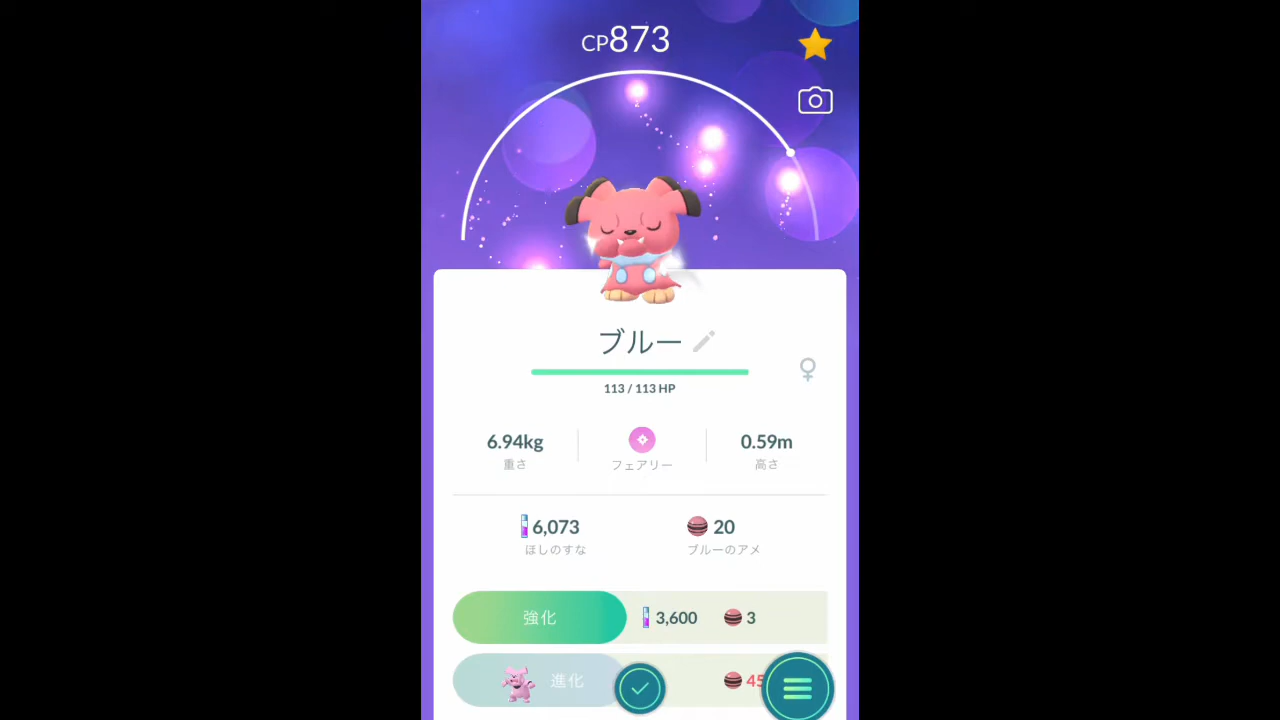 CP873
ブルー
113 / 113 HP
6.94kg
重さ
フェアリー
0.59m
高さ
6,073
ほしのすな
20
ブルーのアメ
強化
3,600
3
進化
45